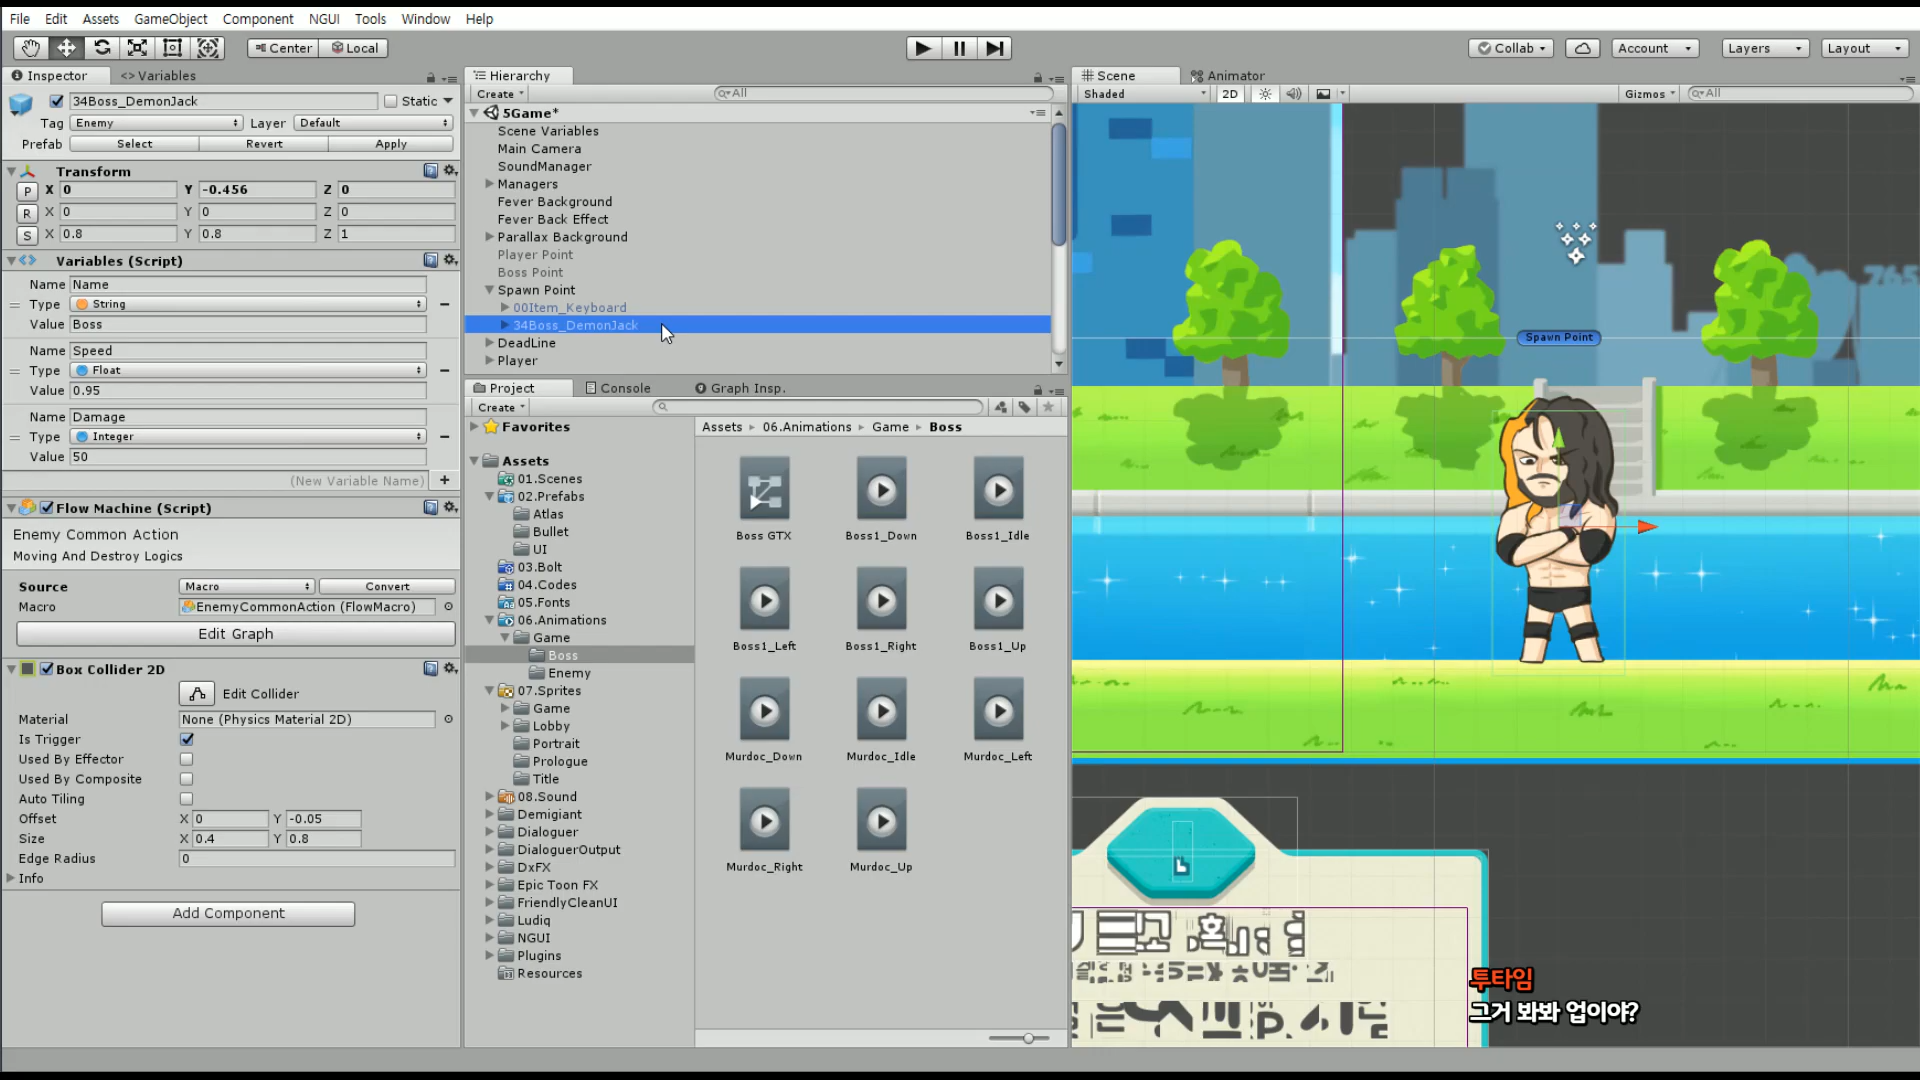 File Edit Assets GameObject Component NGUI Tools Window Help
Center Local
Collab Account Layers Layout
Inspector <> Variables
34Boss_DemonJack Static
Tag Enemy Layer Default
Prefab Select Revert Apply
Transform
P X 0 Y -0.456 Z 0
R X 0 Y 0 Z 0
S X 0.8 Y 0.8 Z 1
Variables (Script)
Name Name
Type String
Value Boss
Name Speed
Type Float
Value 0.95
Name Damage
Type Integer
Value 50
(New Variable Name) +
Flow Machine (Script)
Enemy Common Action
Moving And Destroy Logics
Source Macro Convert
Macro EnemyCommonAction (FlowMacro)
Edit Graph
Box Collider 2D
Edit Collider
Material None (Physics Material 2D)
Is Trigger
Used By Effector
Used By Composite
Auto Tiling
Offset X 0 Y -0.05
Size X 0.4 Y 0.8
Edge Radius 0
Info
Add Component
Hierarchy
Create All
5Game*
Scene Variables
Main Camera
SoundManager
Managers
Fever Background
Fever Back Effect
Parallax Background
Player Point
Boss Point
Spawn Point
00Item_Keyboard
34Boss_DemonJack
DeadLine
Player
Project Console Graph Insp.
Create
Favorites
Assets
01.Scenes
02.Prefabs
Atlas
Bullet
UI
03.Bolt
04.Codes
05.Fonts
06.Animations
Game
Boss
Enemy
07.Sprites
Game
Lobby
Portrait
Prologue
Title
08.Sound
Demigiant
Dialoguer
DialoguerOutput
DxFX
Epic Toon FX
FriendlyCleanUI
Ludiq
NGUI
Plugins
Resources
Assets 06.Animations Game Boss
Boss GTX Boss1_Down Boss1_Idle
Boss1_Left Boss1_Right Boss1_Up
Murdoc_Down Murdoc_Idle Murdoc_Left
Murdoc_Right Murdoc_Up
Scene Animator
Shaded 2D Gizmos All
Spawn Point
투타임
그거 봐봐 업이야?